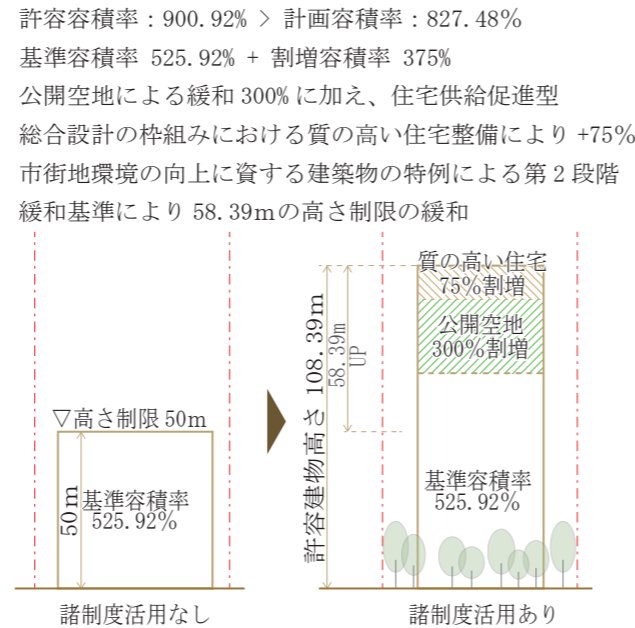 許容容積率：900.92% > 計画容積率：827.48%
基準容積率 525.92% + 割増容積率 375%
公開空地による緩和300%に加え、住宅供給促進型
総合設計の枠組みにおける質の高い住宅整備により+75%
市街地環境の向上に資する建築物の特例による第2段階
緩和基準により58.39mの高さ制限の緩和
▽高さ制限50m
50m
基準容積率
525.92%
諸制度活用なし
許容建物高さ 108.39m
58.39m
UP
質の高い住宅
75%割増
公開空地
300%割増
基準容積率
525.92%
諸制度活用あり